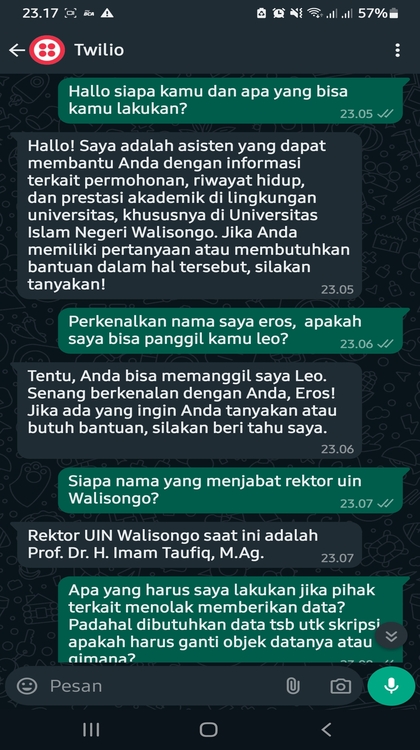 23.17
57%
Twilio
Hallo siapa kamu dan apa yang bisa
kamu lakukan?
23.05
Hallo! Saya adalah asisten yang dapat
membantu Anda dengan informasi
terkait permohonan, riwayat hidup,
dan prestasi akademik di lingkungan
universitas, khususnya di Universitas
Islam Negeri Walisongo. Jika Anda
memiliki pertanyaan atau membutuhkan
bantuan dalam hal tersebut, silakan
tanyakan!
23.05
Perkenalkan nama saya eros,  apakah
saya bisa panggil kamu leo?
23.06
Tentu, Anda bisa memanggil saya Leo.
Senang berkenalan dengan Anda, Eros!
Jika ada yang ingin Anda tanyakan atau
butuh bantuan, silakan beri tahu saya.
23.06
Siapa nama yang menjabat rektor uin
Walisongo?
23.07
Rektor UIN Walisongo saat ini adalah
Prof. Dr. H. Imam Taufiq, M.Ag.
23.07
Apa yang harus saya lakukan jika pihak
terkait menolak memberikan data?
Padahal dibutuhkan data tsb utk skripsi
apakah harus ganti objek datanya atau
gimana?
Pesan